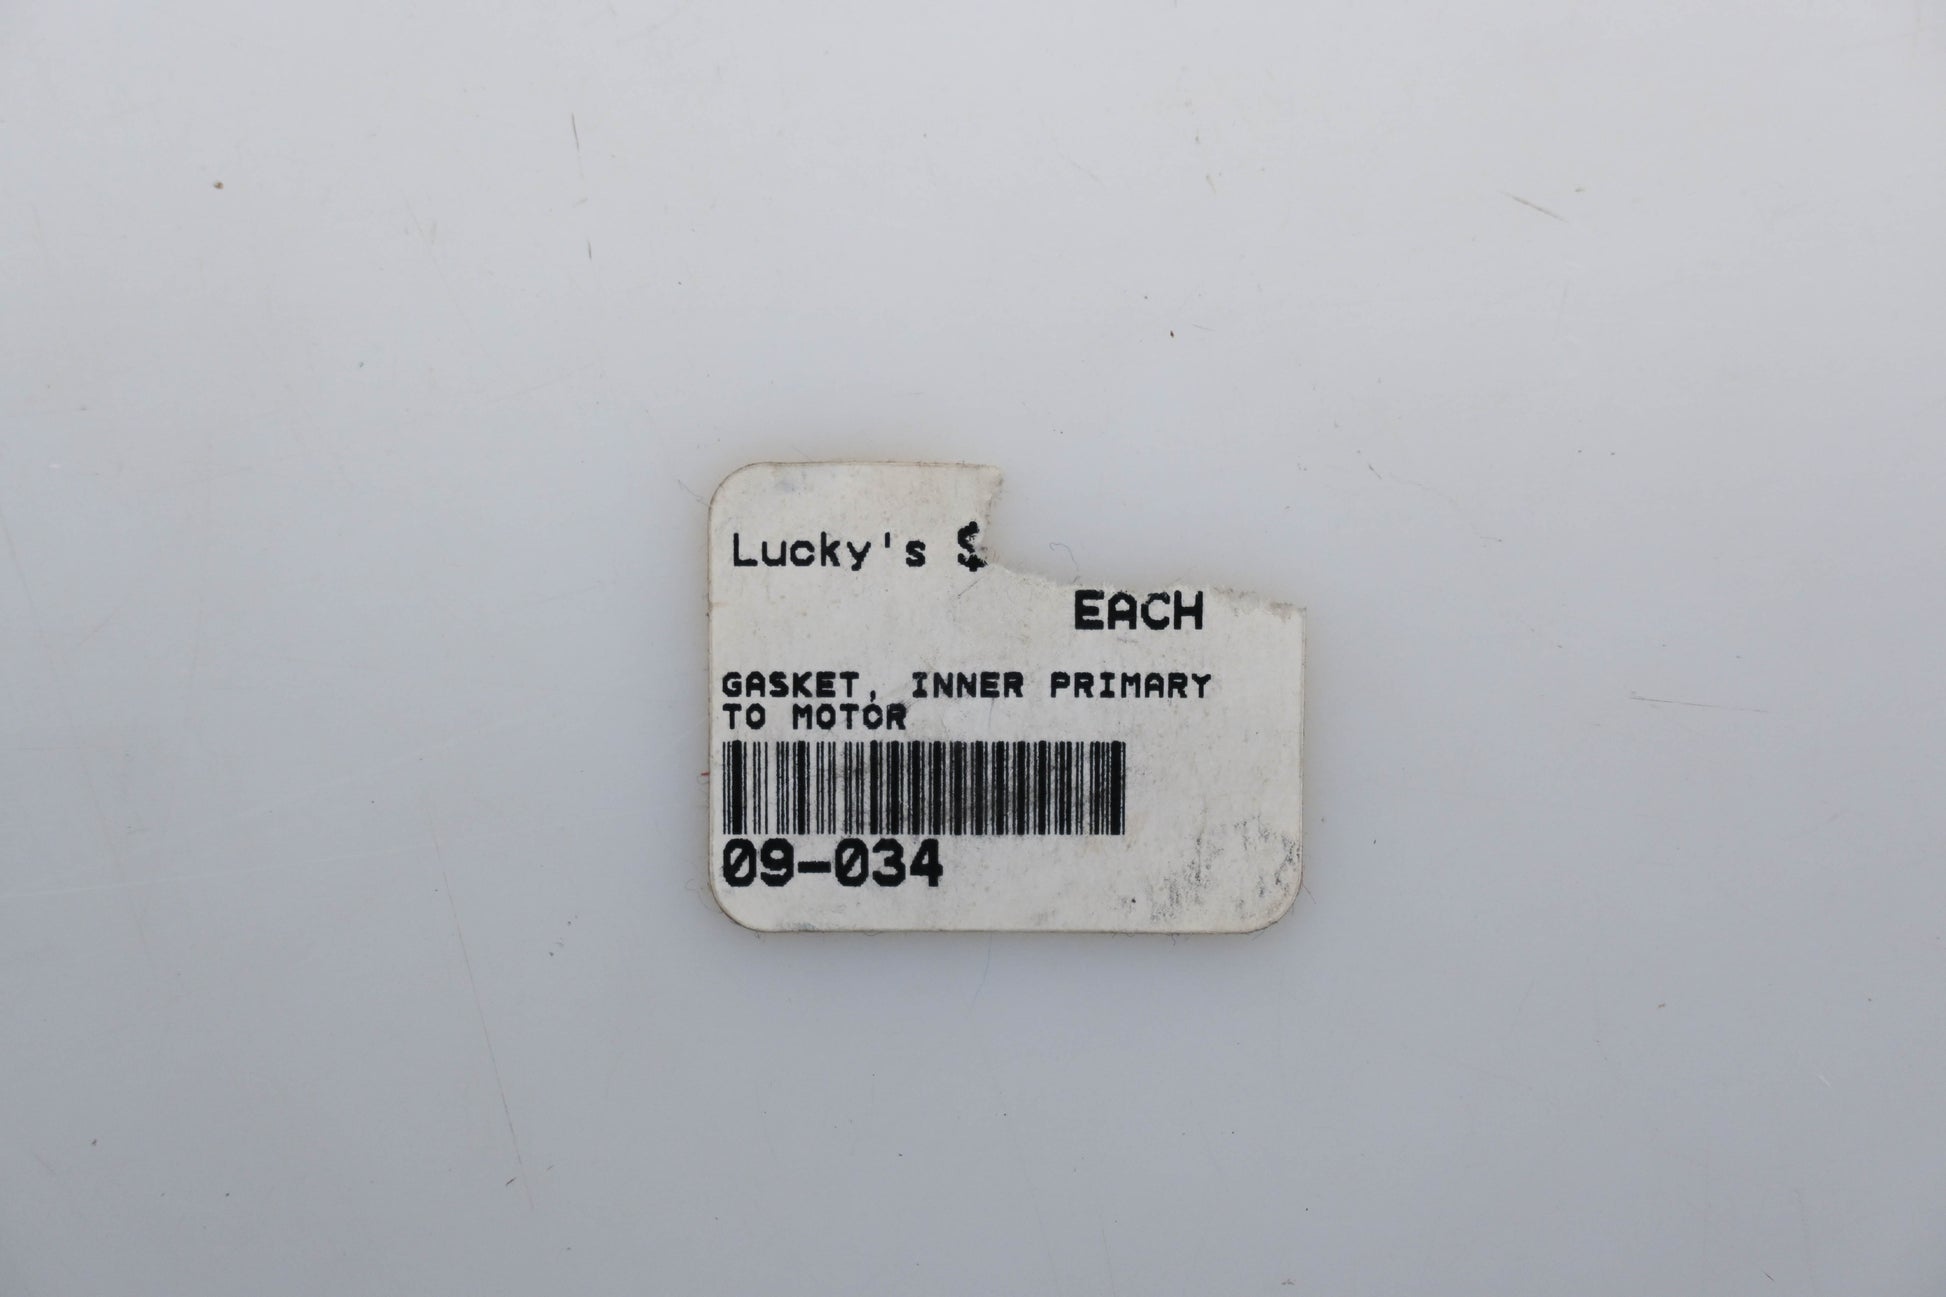 Lucky's $
EACH
GASKET, INNER PRIMARY
TO MOTOR
09-034